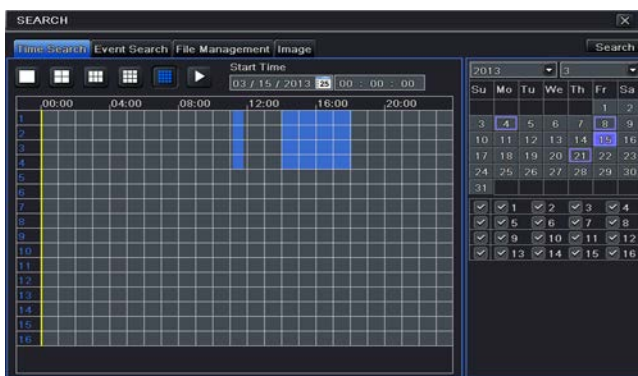 SEARCH
Time Search Event Search File Management Image Search
Start Time
03 / 15 / 2013 25 00 : 00 : 00
00:00 04:00 08:00 12:00 16:00 20:00
1
2
3
4
5
6
7
8
9
10
11
12
13
14
15
16
2013 3
Su Mo Tu We Th Fr Sa
1 2
3 4 5 6 7 8 9
10 11 12 13 14 15 16
17 18 19 20 21 22 23
24 25 26 27 28 29 30
31
1 2 3 4
5 6 7 8
9 10 11 12
13 14 15 16